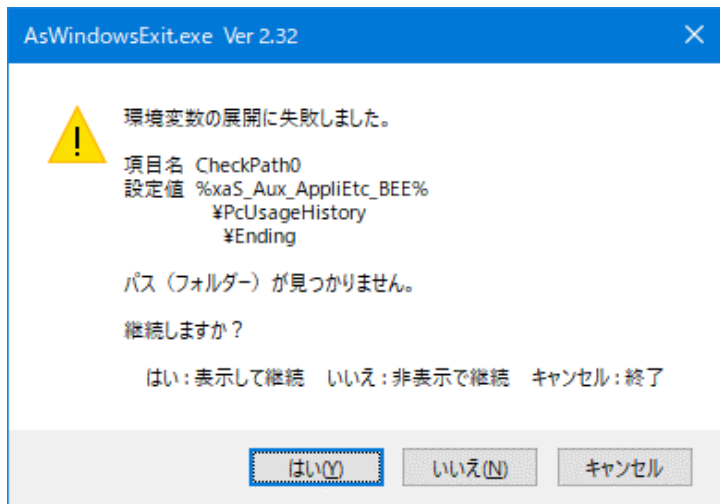 AsWindowsExit.exe Ver 2.32
環境変数の展開に失敗しました。
項目名 CheckPath0
設定値 %xaS_Aux_AppliEtc_BEE%
¥PcUsageHistory
¥Ending
パス（フォルダー）が見つかりません。
継続しますか？
はい：表示して継続　いいえ：非表示で継続　キャンセル：終了
はい(Y)　いいえ(N)　キャンセル